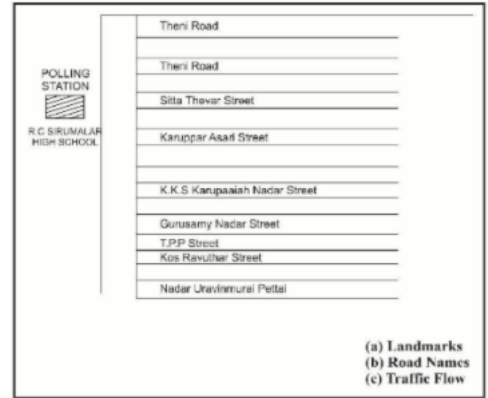 Theni Road
Theni Road
POLLING
STATION
Sitta Thevar Street
R.C SIRUMALAR
HIGH SCHOOL
Karuppar Asari Street
K.K.S Karupaaiah Nadar Street
Gurusamy Nadar Street
T.P.P Street
Kos Ravuthar Street
Nadar Uravinmurai Pettai
(a) Landmarks
(b) Road Names
(c) Traffic Flow